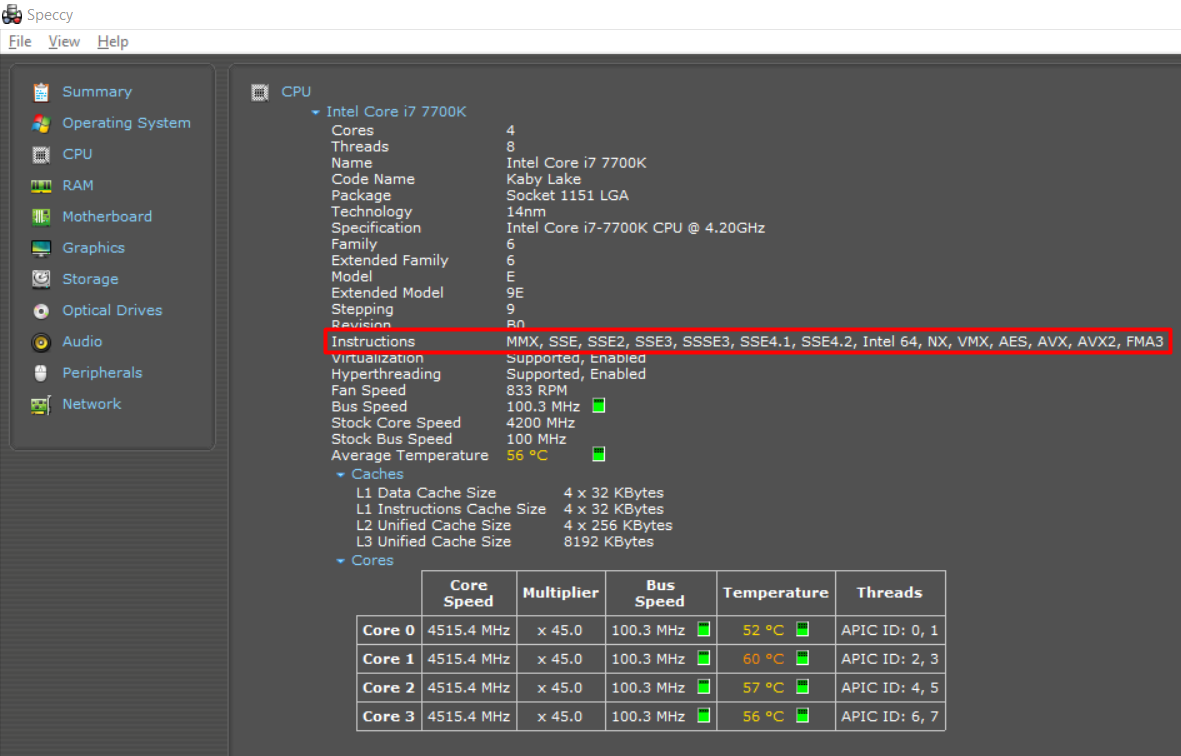 Speccy
File View Help
Summary
Operating System
CPU
RAM
Motherboard
Graphics
Storage
Optical Drives
Audio
Peripherals
Network
CPU
Intel Core i7 7700K
Cores 4
Threads 8
Name Intel Core i7 7700K
Code Name Kaby Lake
Package Socket 1151 LGA
Technology 14nm
Specification Intel Core i7-7700K CPU @ 4.20GHz
Family 6
Extended Family 6
Model E
Extended Model 9E
Stepping 9
Revision B0
Instructions MMX, SSE, SSE2, SSE3, SSSE3, SSE4.1, SSE4.2, Intel 64, NX, VMX, AES, AVX, AVX2, FMA3
Virtualization Supported, Enabled
Hyperthreading Supported, Enabled
Fan Speed 833 RPM
Bus Speed 100.3 MHz
Stock Core Speed 4200 MHz
Stock Bus Speed 100 MHz
Average Temperature 56 °C
Caches
L1 Data Cache Size 4 x 32 KBytes
L1 Instructions Cache Size 4 x 32 KBytes
L2 Unified Cache Size 4 x 256 KBytes
L3 Unified Cache Size 8192 KBytes
Cores
Core Speed Multiplier Bus Speed Temperature Threads
Core 0 4515.4 MHz x 45.0 100.3 MHz 52 °C APIC ID: 0, 1
Core 1 4515.4 MHz x 45.0 100.3 MHz 60 °C APIC ID: 2, 3
Core 2 4515.4 MHz x 45.0 100.3 MHz 57 °C APIC ID: 4, 5
Core 3 4515.4 MHz x 45.0 100.3 MHz 56 °C APIC ID: 6, 7